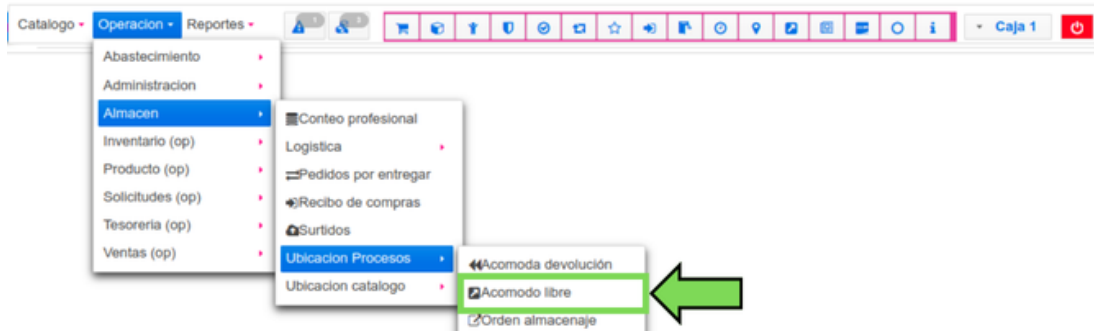 Catalogo Operacion Reportes 1 3 Caja 1
Abastecimiento
Administracion
Almacen
Inventario (op)
Producto (op)
Solicitudes (op)
Tesoreria (op)
Ventas (op)
Conteo profesional
Logistica
Pedidos por entregar
Recibo de compras
Surtidos
Ubicacion Procesos
Ubicacion catalogo
Acomoda devolución
Acomodo libre
Orden almacenaje